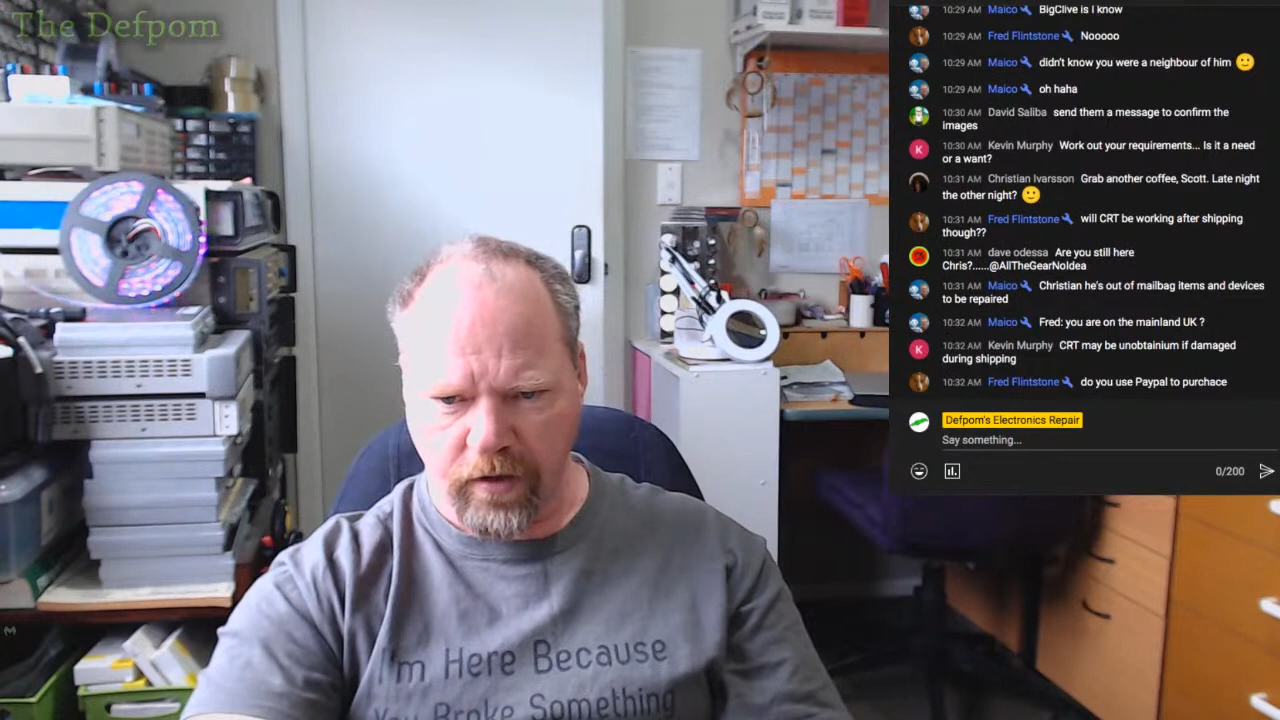 The Defpom
10:29 AM Maico BigClive is I know
10:29 AM Fred Flintstone Nooooo
10:29 AM Maico didn't know you were a neighbour of him 🙂
10:29 AM Maico oh haha
10:30 AM David Saliba send them a message to confirm the
images
K 10:30 AM Kevin Murphy Work out your requirements... Is it a need
or a want?
10:31 AM Christian Ivarsson Grab another coffee, Scott. Late night
the other night? 🙂
10:31 AM Fred Flintstone will CRT be working after shipping
though??
10:31 AM dave odessa Are you still here
Chris?......@AllTheGearNoIdea
10:31 AM Maico Christian he's out of mailbag items and devices
to be repaired
10:32 AM Maico Fred: you are on the mainland UK ?
K 10:32 AM Kevin Murphy CRT may be unobtainium if damaged
during shipping
10:32 AM Fred Flintstone do you use Paypal to purchace
Defpom's Electronics Repair
Say something...
0/200
I'm Here Because
You Broke Something